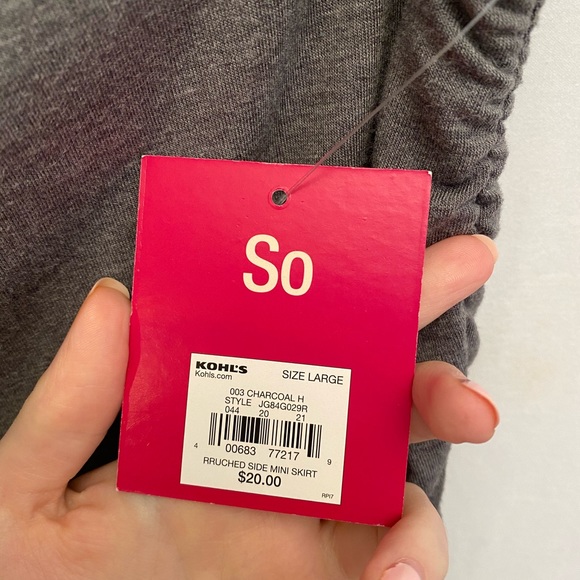 So
KOHL'S SIZE LARGE
Kohls.com
003 CHARCOAL H
STYLE JG84G029R
044 20 21
4 00683 77217 9
RRUCHED SIDE MINI SKIRT
$20.00
RPI7